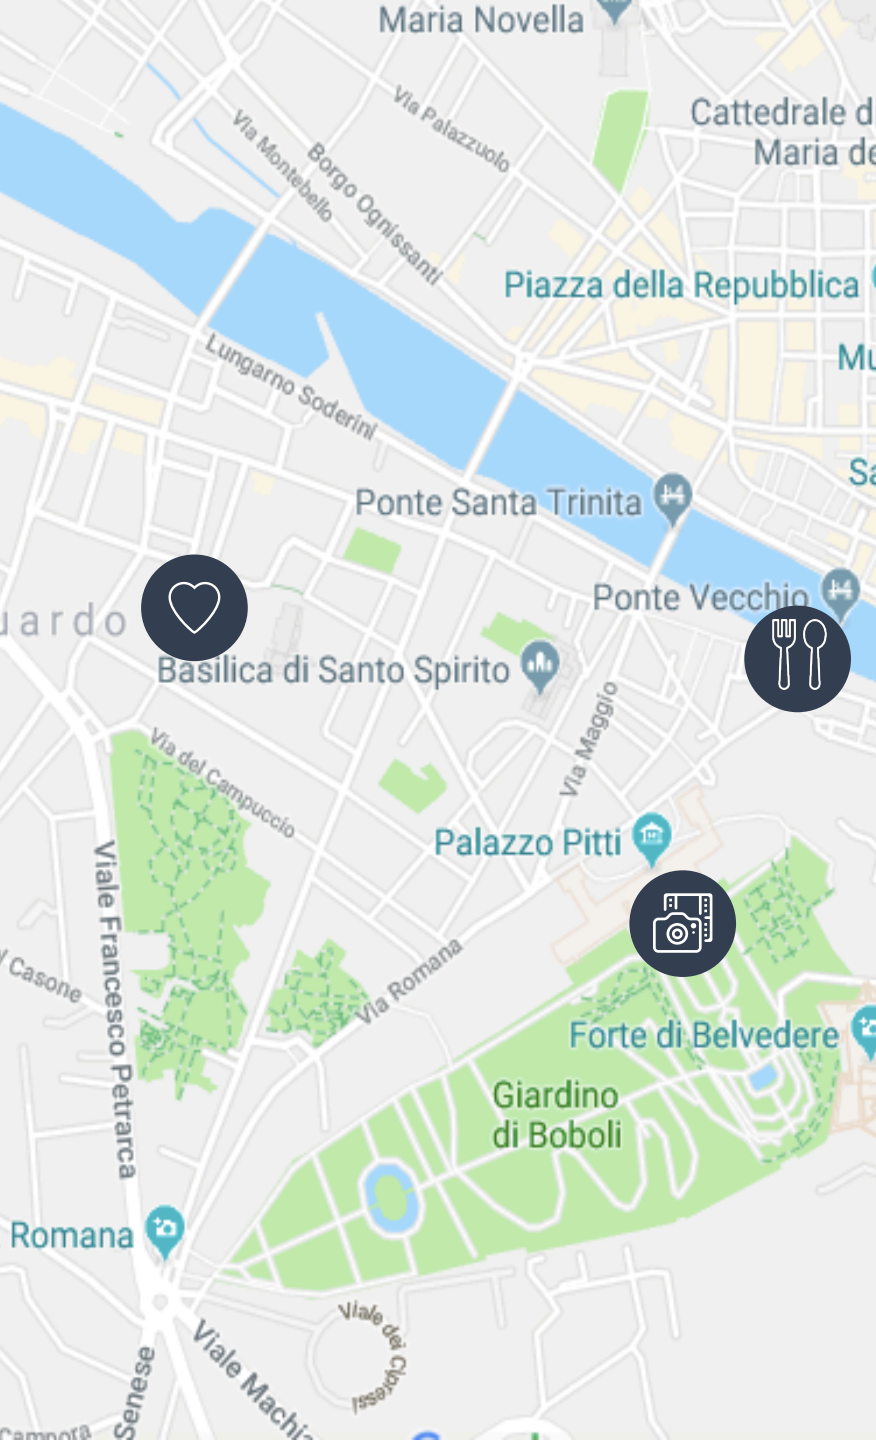 Maria Novella
Via Palazzuolo
Cattedrale d
Maria de
Via Montebello
Borgo Ognissanti
Piazza della Repubblica
Mu
Lungarno Soderini
Sa
Ponte Santa Trinita
Ponte Vecchio
uardo
Basilica di Santo Spirito
Via Maggio
Via del Campuccio
Palazzo Pitti
Viale Francesco Petrarca
Via Romana
l Casone
Forte di Belvedere
Giardino
di Boboli
Romana
Viale dei Cipressi
Viale Machia
Senese
Campora